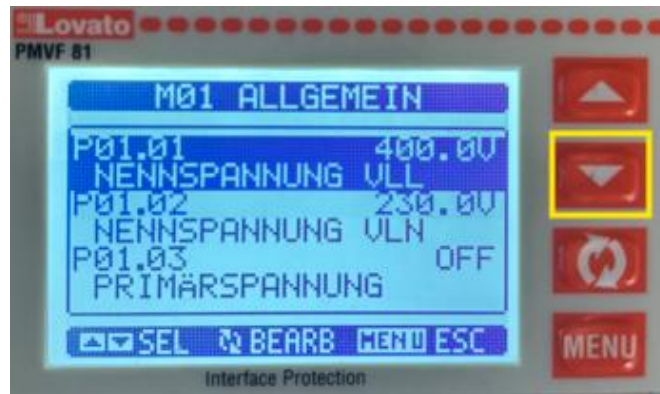 Lovato
PMVF 81
M01 ALLGEMEIN
P01.01 400.0V
NENNSPANNUNG VLL
P01.02 230.0V
NENNSPANNUNG VLN
P01.03 OFF
PRIMÄRSPANNUNG
SEL BEARB MENU ESC
MENU
Interface Protection